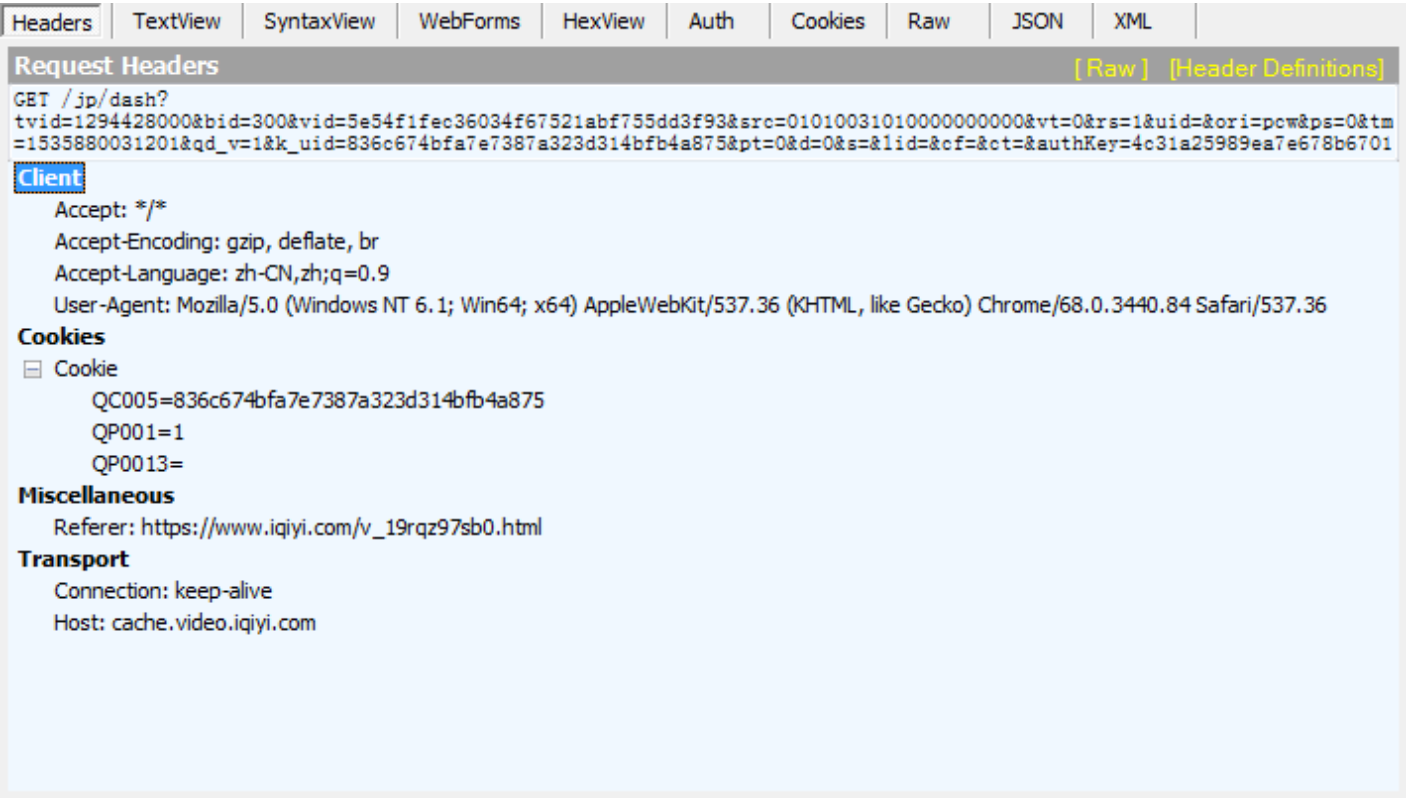 Headers TextView SyntaxView WebForms HexView Auth Cookies Raw JSON XML
Request Headers [ Raw ] [Header Definitions]
GET /jp/dash?
tvid=1294428000&bid=300&vid=5e54f1fec36034f67521abf755dd3f93&src=01010031010000000000&vt=0&rs=1&uid=&ori=pcw&ps=0&tm
=1535880031201&qd_v=1&k_uid=836c674bfa7e7387a323d314bfb4a875&pt=0&d=0&s=&lid=&cf=&ct=&authKey=4c31a25989ea7e678b6701
Client
Accept: */*
Accept-Encoding: gzip, deflate, br
Accept-Language: zh-CN,zh;q=0.9
User-Agent: Mozilla/5.0 (Windows NT 6.1; Win64; x64) AppleWebKit/537.36 (KHTML, like Gecko) Chrome/68.0.3440.84 Safari/537.36
Cookies
Cookie
QC005=836c674bfa7e7387a323d314bfb4a875
QP001=1
QP0013=
Miscellaneous
Referer: https://www.iqiyi.com/v_19rqz97sb0.html
Transport
Connection: keep-alive
Host: cache.video.iqiyi.com